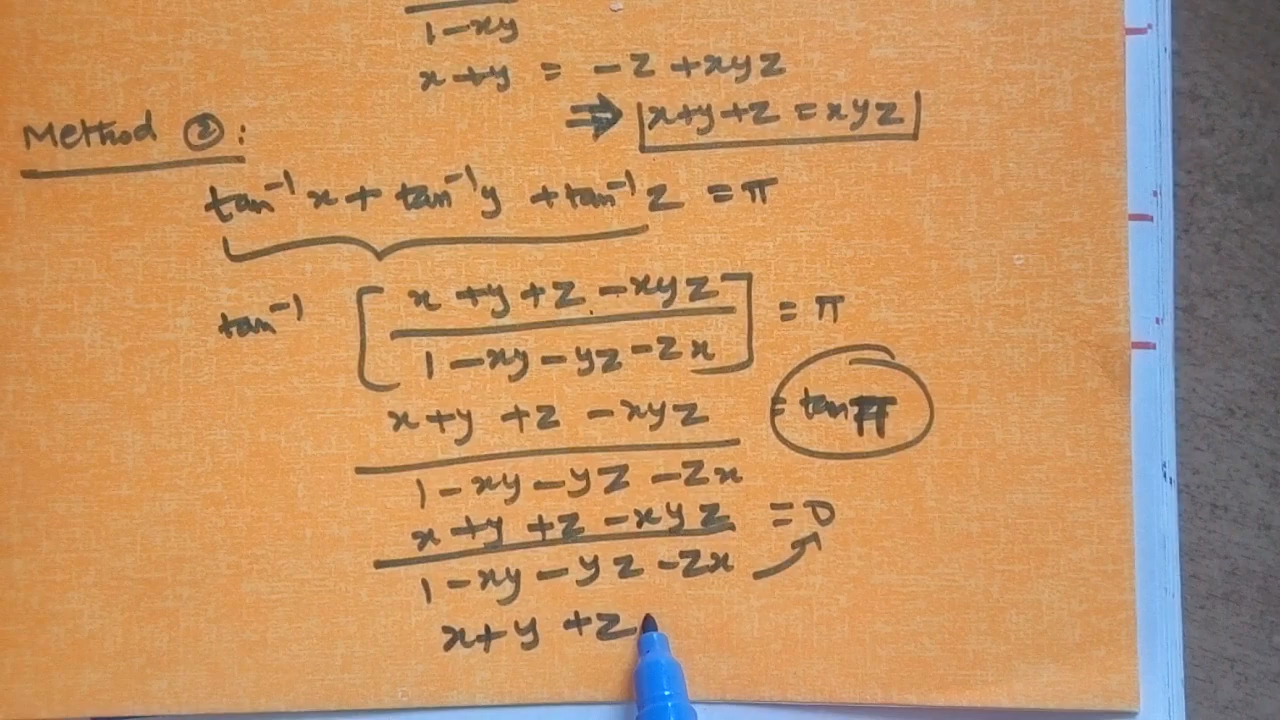 1-xy
x+y = -z +xyz
⇒ x+y+z = xyz
Method ②:
tan⁻¹x + tan⁻¹y + tan⁻¹z = π
tan⁻¹ [ x+y+z-xyz / 1-xy-yz-zx ] = π
x+y+z-xyz / 1-xy-yz-zx = tanπ
x+y+z-xyz / 1-xy-yz-zx = 0
x+y+z